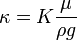 κ = K μ / ρg